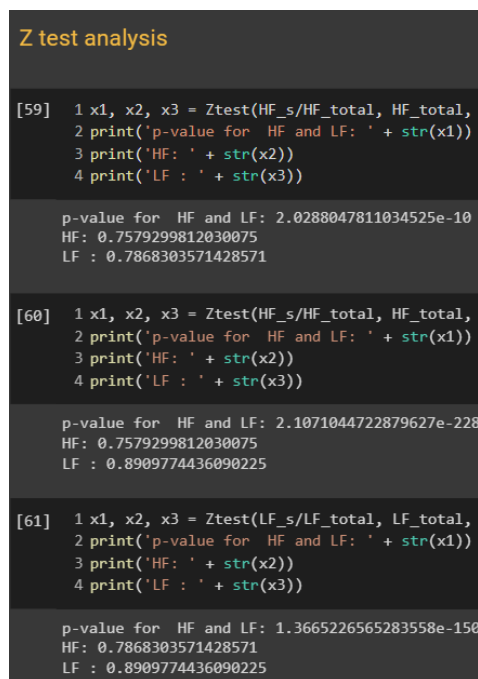 Z test analysis
[59] 1 x1, x2, x3 = Ztest(HF_s/HF_total, HF_total,
2 print('p-value for  HF and LF: ' + str(x1))
3 print('HF: ' + str(x2))
4 print('LF : ' + str(x3))
p-value for  HF and LF: 2.0288047811034525e-10
HF: 0.7579299812030075
LF : 0.7868303571428571
[60] 1 x1, x2, x3 = Ztest(HF_s/HF_total, HF_total,
2 print('p-value for  HF and LF: ' + str(x1))
3 print('HF: ' + str(x2))
4 print('LF : ' + str(x3))
p-value for  HF and LF: 2.1071044722879627e-228
HF: 0.7579299812030075
LF : 0.8909774436090225
[61] 1 x1, x2, x3 = Ztest(LF_s/LF_total, LF_total,
2 print('p-value for  HF and LF: ' + str(x1))
3 print('HF: ' + str(x2))
4 print('LF : ' + str(x3))
p-value for  HF and LF: 1.3665226565283558e-150
HF: 0.7868303571428571
LF : 0.8909774436090225